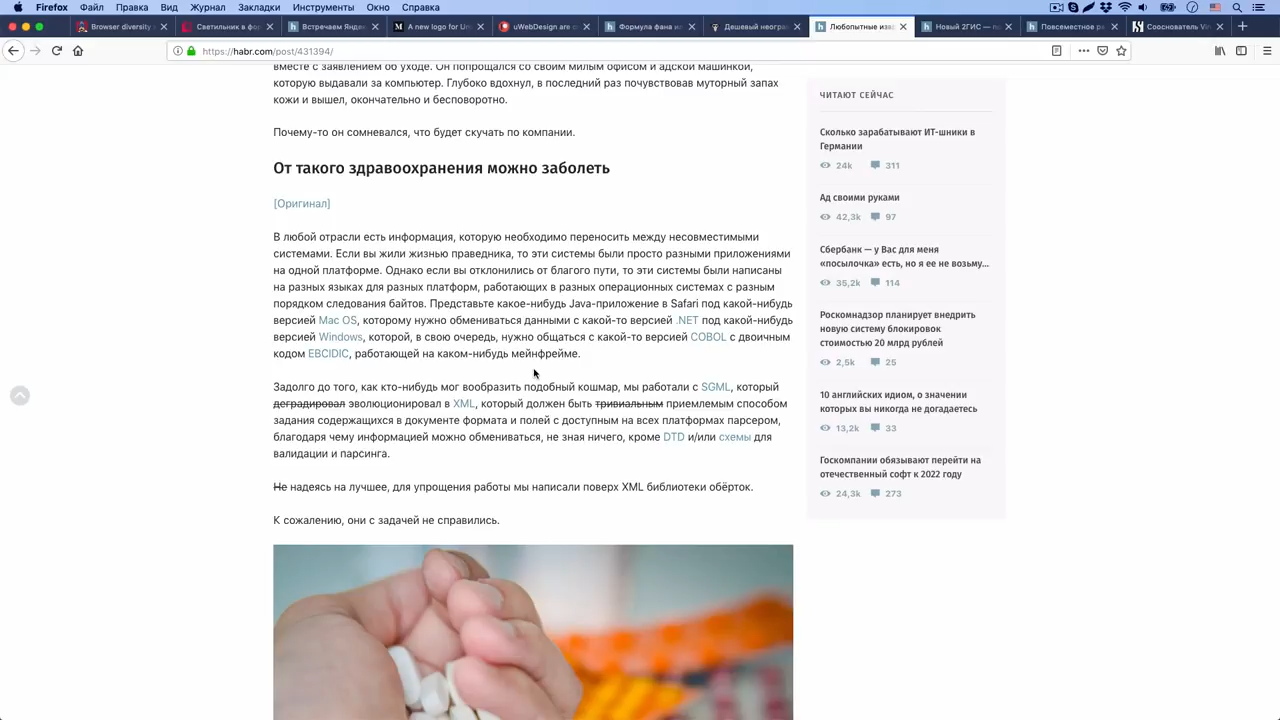 Firefox Файл Правка Вид Журнал Закладки Инструменты Окно Справка
Browser diversity
Светильник в фо
Встречаем Яндек
A new logo for Un
uWebDesign are c
Формула фана и
Дешевый неогран
Любопытные изв
Новый 2ГИС — п
Повсеместное р
Сооснователь Vin
https://habr.com/post/431394/
вместе с заявлением об уходе. Он попрощался со своим милым офисом и адской машинкой,
которую выдавали за компьютер. Глубоко вдохнул, в последний раз почувствовав муторный запах
кожи и вышел, окончательно и бесповоротно.
Почему-то он сомневался, что будет скучать по компании.
От такого здравоохранения можно заболеть
[Оригинал]
В любой отрасли есть информация, которую необходимо переносить между несовместимыми
системами. Если вы жили жизнью праведника, то эти системы были просто разными приложениями
на одной платформе. Однако если вы отклонились от благого пути, то эти системы были написаны
на разных языках для разных платформ, работающих в разных операционных системах с разным
порядком следования байтов. Представьте какое-нибудь Java-приложение в Safari под какой-нибудь
версией Mac OS, которому нужно обмениваться данными с какой-то версией .NET под какой-нибудь
версией Windows, которой, в свою очередь, нужно общаться с какой-то версией COBOL с двоичным
кодом EBCIDIC, работающей на каком-нибудь мейнфрейме.
Задолго до того, как кто-нибудь мог вообразить подобный кошмар, мы работали с SGML, который
деградировал эволюционировал в XML, который должен быть тривиальным приемлемым способом
задания содержащихся в документе формата и полей с доступным на всех платформах парсером,
благодаря чему информацией можно обмениваться, не зная ничего, кроме DTD и/или схемы для
валидации и парсинга.
Не надеясь на лучшее, для упрощения работы мы написали поверх XML библиотеки обёрток.
К сожалению, они с задачей не справились.
ЧИТАЮТ СЕЙЧАС
Сколько зарабатывают ИТ-шники в
Германии
24k 311
Ад своими руками
42,3k 97
Сбербанк — у Вас для меня
«посылочка» есть, но я ее не возьму...
35,2k 114
Роскомнадзор планирует внедрить
новую систему блокировок
стоимостью 20 млрд рублей
2,5k 25
10 английских идиом, о значении
которых вы никогда не догадаетесь
13,2k 33
Госкомпании обязывают перейти на
отечественный софт к 2022 году
24,3k 273